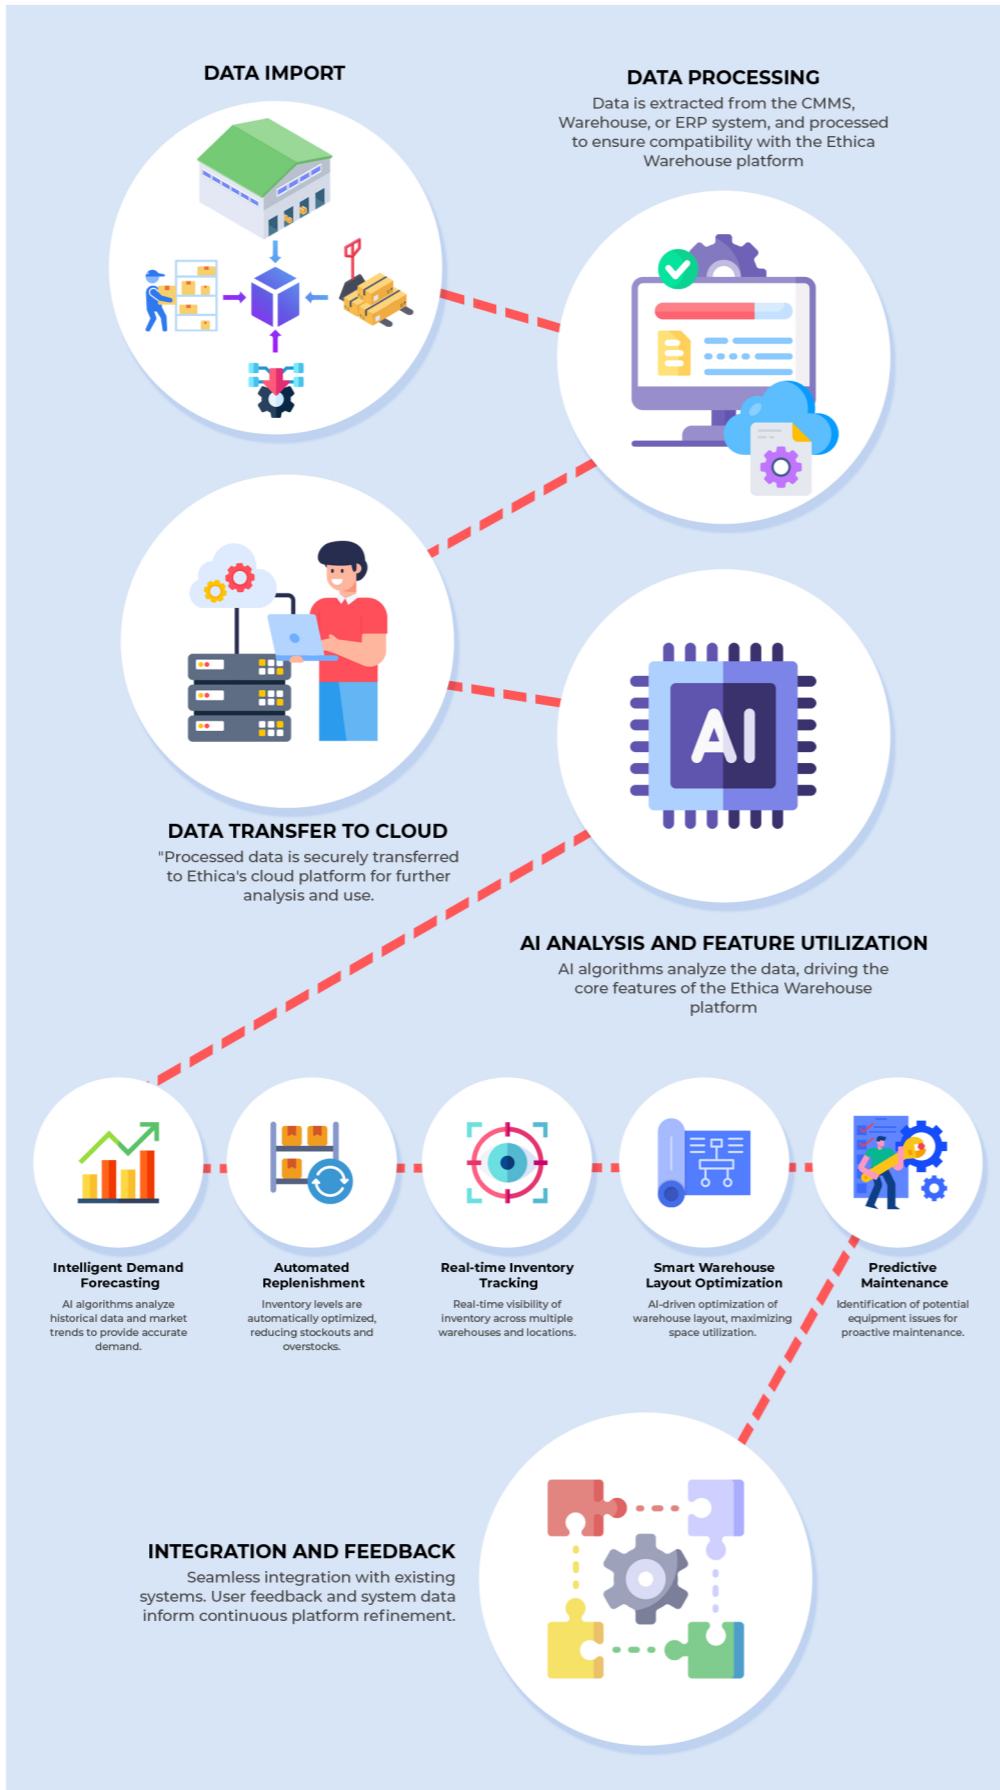 DATA IMPORT
DATA PROCESSING
Data is extracted from the CMMS,
Warehouse, or ERP system, and processed
to ensure compatibility with the Ethica
Warehouse platform
DATA TRANSFER TO CLOUD
"Processed data is securely transferred
to Ethica's cloud platform for further
analysis and use.
AI
AI ANALYSIS AND FEATURE UTILIZATION
AI algorithms analyze the data, driving the
core features of the Ethica Warehouse
platform
Intelligent Demand
Forecasting
AI algorithms analyze
historical data and market
trends to provide accurate
demand.
Automated
Replenishment
Inventory levels are
automatically optimized,
reducing stockouts and
overstocks.
Real-time Inventory
Tracking
Real-time visibility of
inventory across multiple
warehouses and locations.
Smart Warehouse
Layout Optimization
AI-driven optimization of
warehouse layout, maximizing
space utilization.
Predictive
Maintenance
Identification of potential
equipment issues for
proactive maintenance.
INTEGRATION AND FEEDBACK
Seamless integration with existing
systems. User feedback and system data
inform continuous platform refinement.